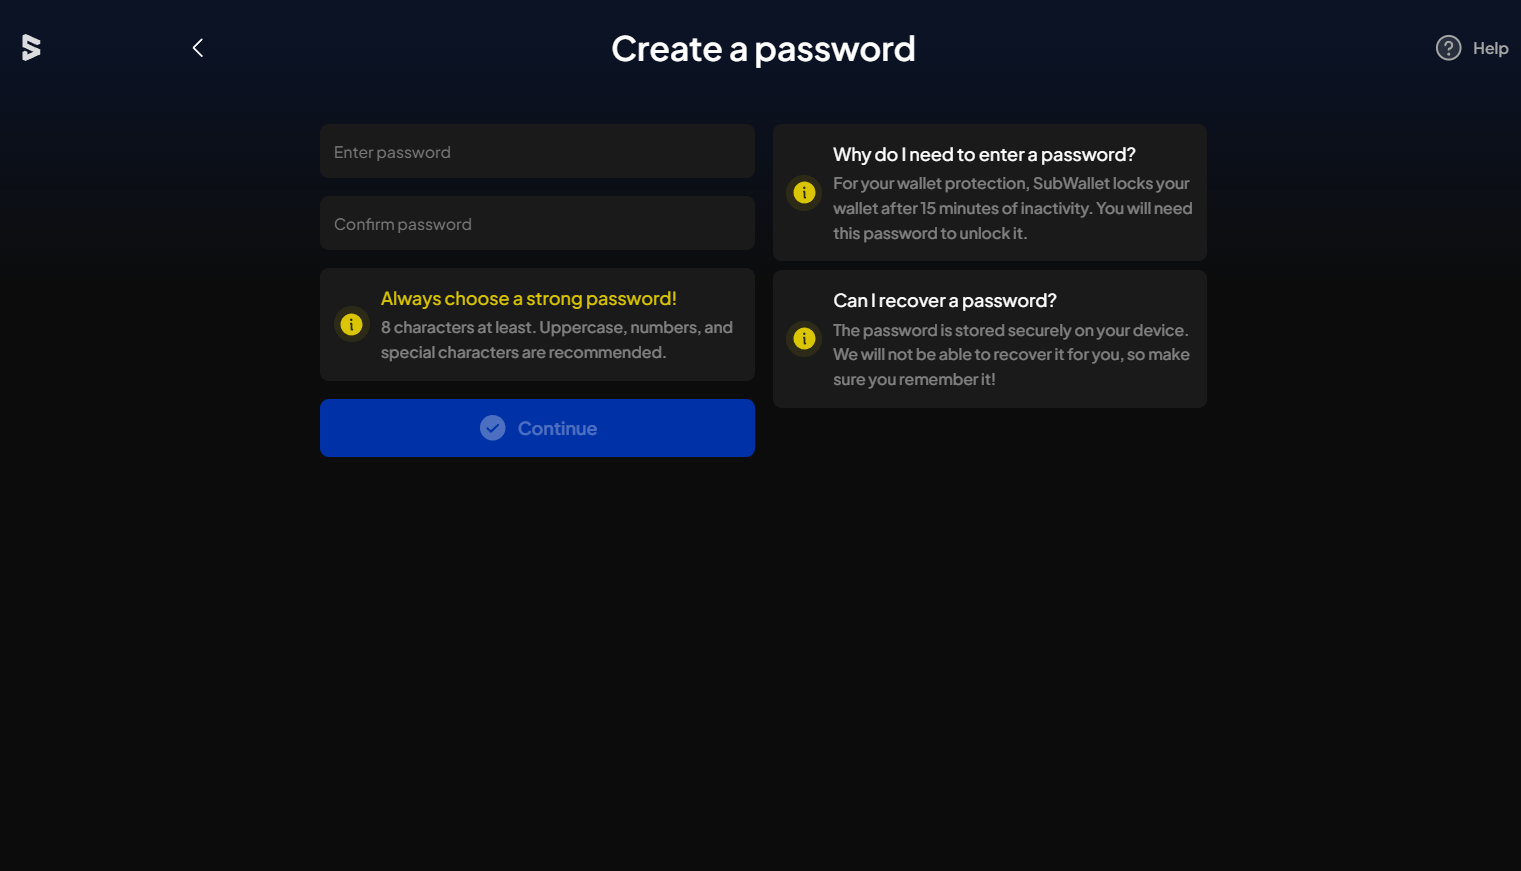 Create a password
Help
Enter password
Confirm password
Always choose a strong password!
8 characters at least. Uppercase, numbers, and
special characters are recommended.
Continue
Why do I need to enter a password?
For your wallet protection, SubWallet locks your
wallet after 15 minutes of inactivity. You will need
this password to unlock it.
Can I recover a password?
The password is stored securely on your device.
We will not be able to recover it for you, so make
sure you remember it!